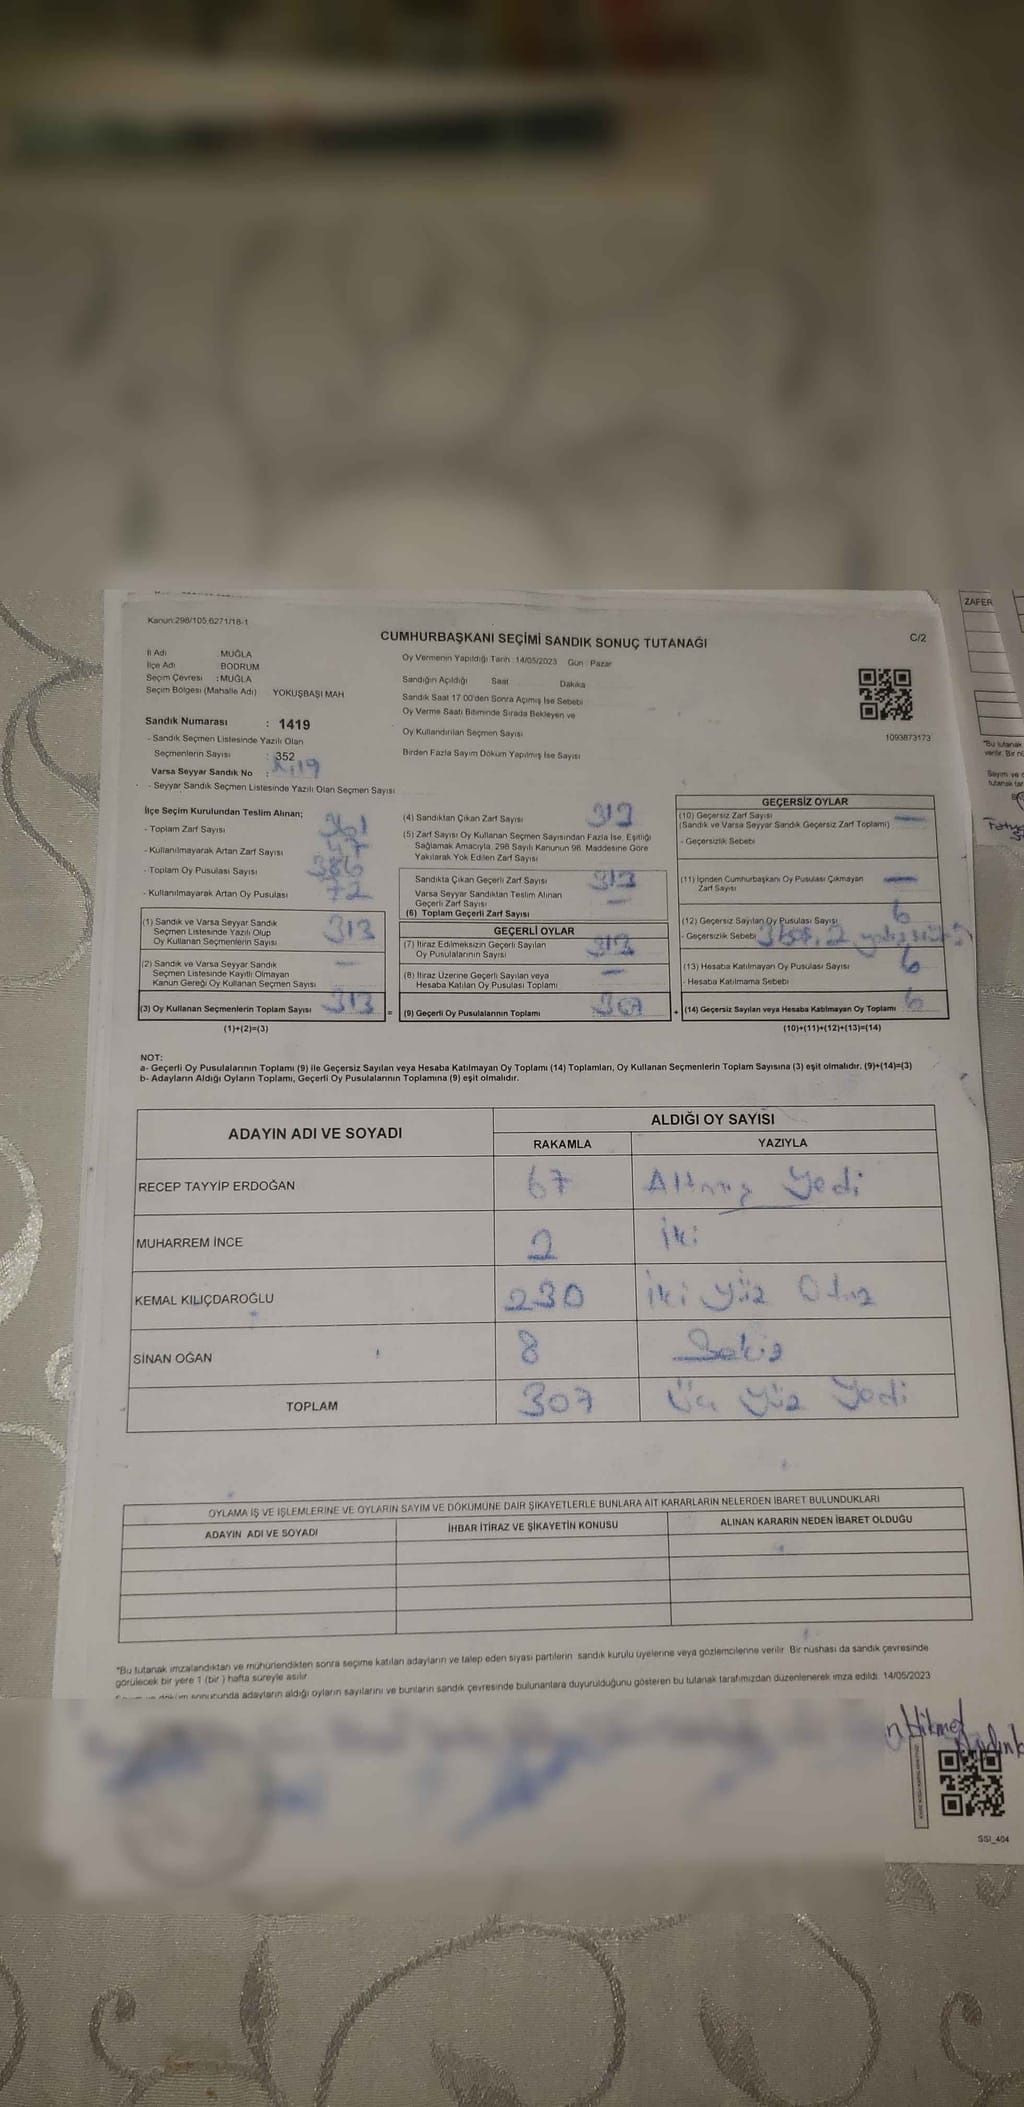 Kanun:298/105,6271/18-1
CUMHURBAŞKANI SEÇİMİ SANDIK SONUÇ TUTANAĞI
C/2
İl Adı : MUĞLA
İlçe Adı : BODRUM
Seçim Çevresi : MUĞLA
Seçim Bölgesi (Mahalle Adı) YOKUŞBAŞI MAH
Oy Vermenin Yapıldığı Tarih :14/05/2023 Gün : Pazar
Sandığın Açıldığı Saat Dakika
Sandık Saat 17.00'den Sonra Açılmış İse Sebebi
Oy Verme Saati Bitiminde Sırada Bekleyen ve
Oy Kullandırılan Seçmen Sayısı
Birden Fazla Sayım Döküm Yapılmış İse Sayısı
1093873173
Sandık Numarası : 1419
- Sandık Seçmen Listesinde Yazılı Olan
Seçmenlerin Sayısı : 352
Varsa Seyyar Sandık No :
- Seyyar Sandık Seçmen Listesinde Yazılı Olan Seçmen Sayısı
İlçe Seçim Kurulundan Teslim Alınan;
- Toplam Zarf Sayısı
- Kullanılmayarak Artan Zarf Sayısı
- Toplam Oy Pusulası Sayısı
- Kullanılmayarak Artan Oy Pusulası 72
(1) Sandık ve Varsa Seyyar Sandık
Seçmen Listesinde Yazılı Olup
Oy Kullanan Seçmenlerin Sayısı 313
(2) Sandık ve Varsa Seyyar Sandık
Seçmen Listesinde Kayıtlı Olmayan
Kanun Gereği Oy Kullanan Seçmen Sayısı —
(3) Oy Kullanan Seçmenlerin Toplam Sayısı 313
(1)+(2)=(3)
(4) Sandıktan Çıkan Zarf Sayısı 313
(5) Zarf Sayısı Oy Kullanan Seçmen Sayısından Fazla İse, Eşitliği
Sağlamak Amacıyla, 298 Sayılı Kanunun 98. Maddesine Göre
Yakılarak Yok Edilen Zarf Sayısı
Sandıkta Çıkan Geçerli Zarf Sayısı 313
Varsa Seyyar Sandıktan Teslim Alınan
Geçerli Zarf Sayısı —
(6) Toplam Geçerli Zarf Sayısı
GEÇERLİ OYLAR
(7) İtiraz Edilmeksizin Geçerli Sayılan
Oy Pusulalarının Sayısı
(8) İtiraz Üzerine Geçerli Sayılan veya
Hesaba Katılan Oy Pusulası Toplamı —
=
(9) Geçerli Oy Pusulalarının Toplamı
+
GEÇERSİZ OYLAR
(10) Geçersiz Zarf Sayısı —
(Sandık ve Varsa Seyyar Sandık Geçersiz Zarf Toplamı)
- Geçersizlik Sebebi
(11) İçinden Cumhurbaşkanı Oy Pusulası Çıkmayan —
Zarf Sayısı
(12) Geçersiz Sayılan Oy Pusulası Sayısı 6
- Geçersizlik Sebebi
(13) Hesaba Katılmayan Oy Pusulası Sayısı 6
- Hesaba Katılmama Sebebi
(14) Geçersiz Sayılan veya Hesaba Katılmayan Oy Toplamı 6
(10)+(11)+(12)+(13)=(14)
NOT:
a- Geçerli Oy Pusulalarının Toplamı (9) ile Geçersiz Sayılan veya Hesaba Katılmayan Oy Toplamı (14) Toplamları, Oy Kullanan Seçmenlerin Toplam Sayısına (3) eşit olmalıdır. (9)+(14)=(3)
b- Adayların Aldığı Oyların Toplamı, Geçerli Oy Pusulalarının Toplamına (9) eşit olmalıdır.
ADAYIN ADI VE SOYADI
ALDIĞI OY SAYISI
RAKAMLA YAZIYLA
RECEP TAYYİP ERDOĞAN 67 Altmış Yedi
MUHARREM İNCE 2 İki
KEMAL KILIÇDAROĞLU 230 İki Yüz Otuz
SİNAN OĞAN 8 Sekiz
TOPLAM 307 Üç Yüz Yedi
OYLAMA İŞ VE İŞLEMLERİNE VE OYLARIN SAYIM VE DÖKÜMÜNE DAİR ŞİKAYETLERLE BUNLARA AİT KARARLARIN NELERDEN İBARET BULUNDUKLARI
ADAYIN ADI VE SOYADI İHBAR İTİRAZ VE ŞİKAYETİN KONUSU ALINAN KARARIN NEDEN İBARET OLDUĞU
*Bu tutanak imzalandıktan ve mühürlendikten sonra seçime katılan adayların ve talep eden siyasi partilerin sandık kurulu üyelerine veya gözlemcilerine verilir. Bir nüshası da sandık çevresinde
görülecek bir yere 1 (bir ) hafta süreyle asılır.
sonucunda adayların aldığı oyların sayılarını ve bunların sandık çevresinde bulunanlara duyurulduğunu gösteren bu tutanak tarafımızdan düzenlenerek imza edildi. 14/05/2023
Hikmet
SSI_404
ZAFER
*Bu tutanak
verilir. Bir
Sayım ve
tutanak